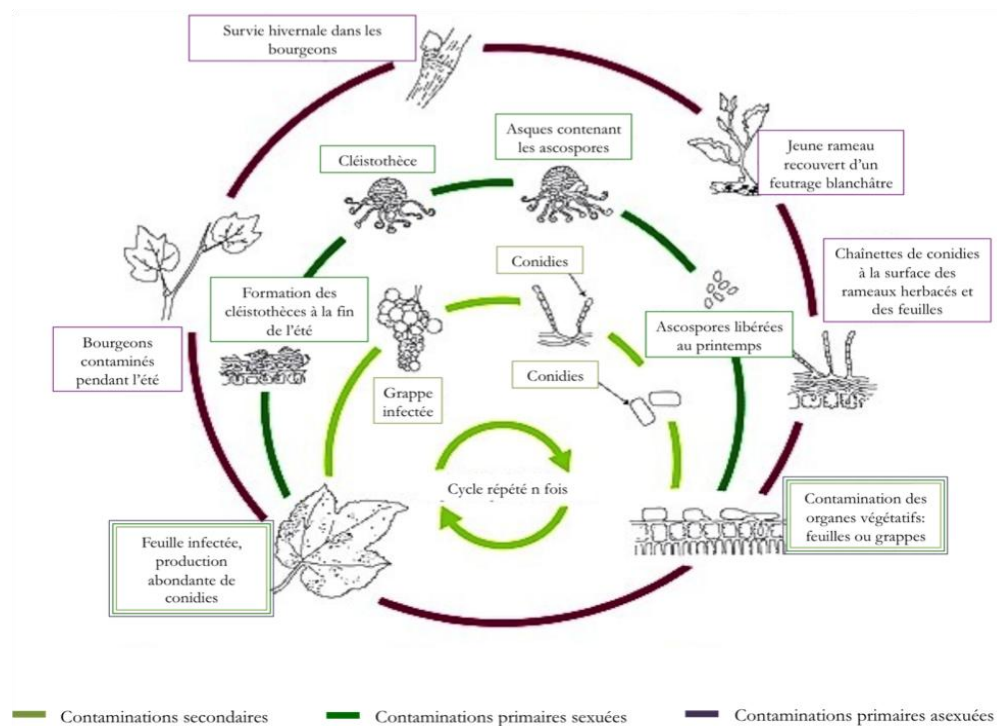 Survie hivernale dans les
bourgeons
Asques contenant
les ascospores
Cléistothèce
Jeune rameau
recouvert d’un
feutrage blanchâtre
Chaînettes de conidies
à la surface des
rameaux herbacés et
des feuilles
Conidies
Formation des
cléistothèces à la fin
de l’été
Ascospores libérées
au printemps
Bourgeons
contaminés
pendant l’été
Grappe
infectée
Conidies
Cycle répété n fois
Contamination des
organes végétatifs:
feuilles ou grappes
Feuille infectée,
production
abondante de
conidies
Contaminations secondaires
Contaminations primaires sexuées
Contaminations primaires asexuées